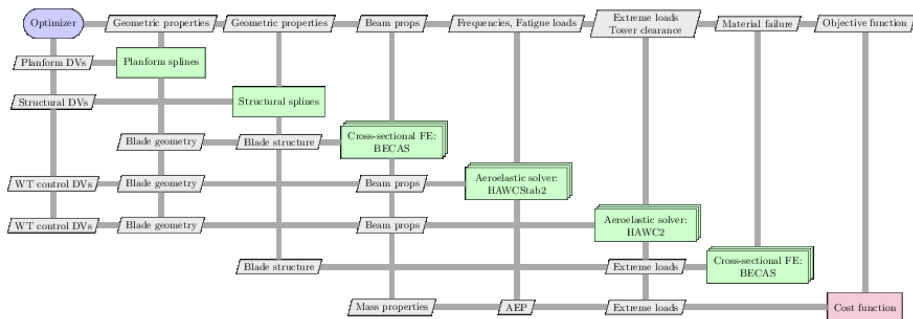 Optimizer
Geometric properties
Geometric properties
Beam props
Frequencies, Fatigue loads
Extreme loads
Tower clearance
Material failure
Objective function
Planform DVs
Planform splines
Structural DVs
Structural splines
Blade geometry
Blade structure
Cross-sectional FE:
BECAS
WT control DVs
Blade geometry
Beam props
Aeroelastic solver:
HAWCStab2
WT control DVs
Blade geometry
Beam props
Aeroelastic solver:
HAWC2
Blade structure
Extreme loads
Cross-sectional FE:
BECAS
Mass properties
AEP
Extreme loads
Cost function